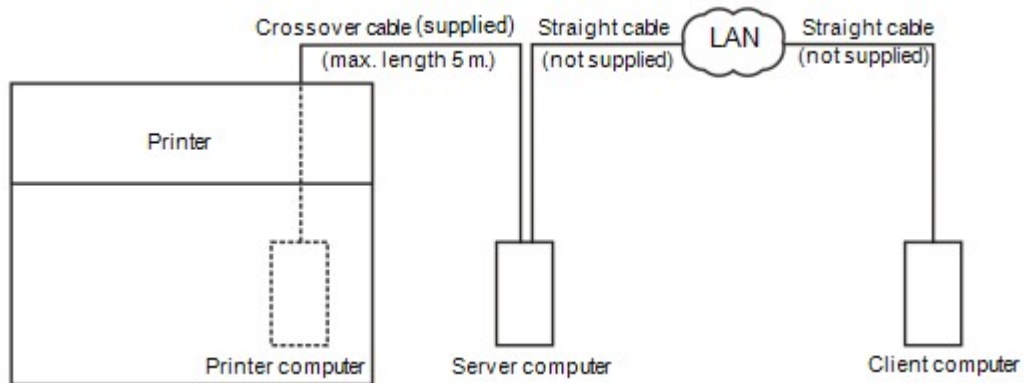 Crossover cable (supplied)
(max. length 5 m.)
Straight cable
(not supplied)
LAN
Straight cable
(not supplied)
Printer
Printer computer
Server computer
Client computer